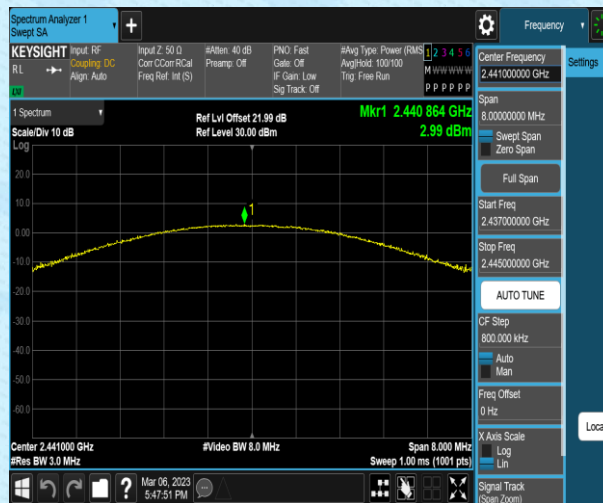 Spectrum Analyzer 1
Swept SA
Frequency
KEYSIGHT
RL
Input: RF
Coupling: DC
Align: Auto
Input Z: 50 Ω
Corr CCorr RCal
Freq Ref: Int (S)
#Atten: 40 dB
Preamp: Off
PNO: Fast
Gate: Off
IF Gain: Low
Sig Track: Off
#Avg Type: Power (RMS
Avg|Hold: 100/100
Trig: Free Run
1 2 3 4 5 6
M W W W W W
P P P P P P
1 Spectrum
Scale/Div 10 dB
Ref Lvl Offset 21.99 dB
Ref Level 30.00 dBm
Mkr1 2.440 864 GHz
2.99 dBm
Log
20.0
10.0
0.00
-10.0
-20.0
-30.0
-40.0
-50.0
-60.0
1
Center 2.441000 GHz
#Res BW 3.0 MHz
#Video BW 8.0 MHz
Span 8.000 MHz
Sweep 1.00 ms (1001 pts)
Mar 06, 2023
5:47:51 PM
?
Center Frequency
2.441000000 GHz
Settings
Span
8.00000000 MHz
Swept Span
Zero Span
Full Span
Start Freq
2.437000000 GHz
Stop Freq
2.445000000 GHz
AUTO TUNE
CF Step
800.000 kHz
Auto
Man
Freq Offset
0 Hz
Loca
X Axis Scale
Log
Lin
Signal Track
(Span Zoom)